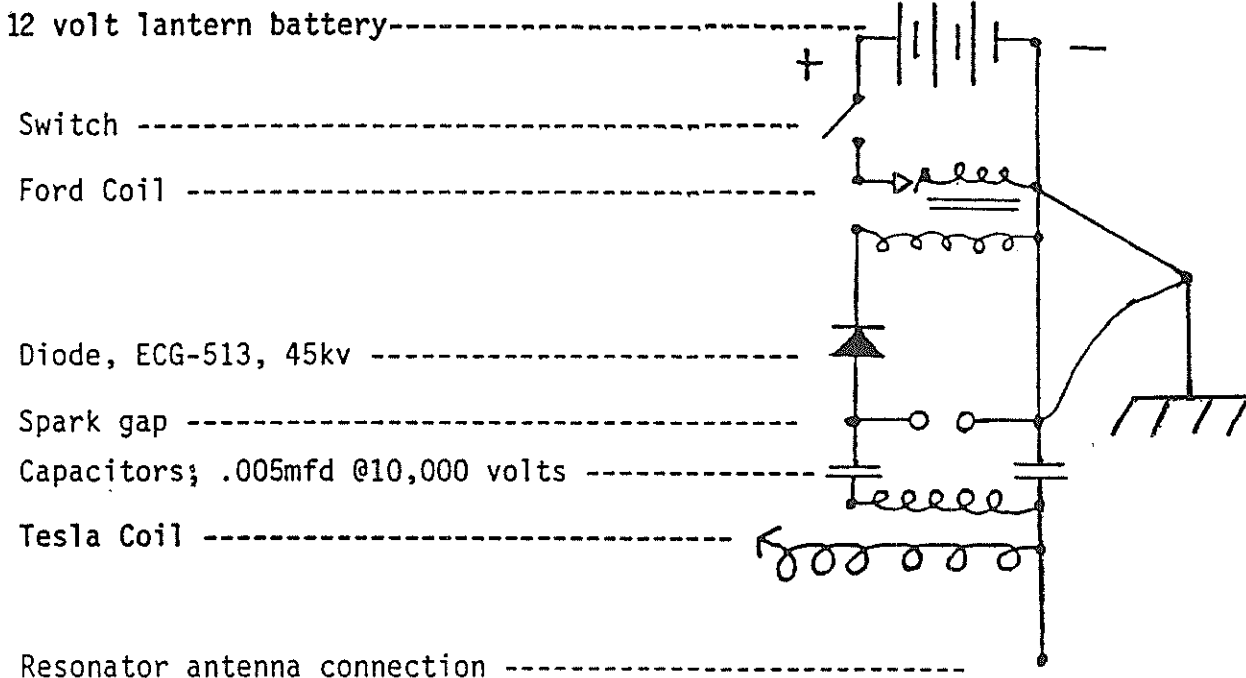 12 volt lantern battery
+ —
Switch
Ford Coil
Diode, ECG-513, 45kv
Spark gap
Capacitors; .005mfd @10,000 volts
Tesla Coil
Resonator antenna connection